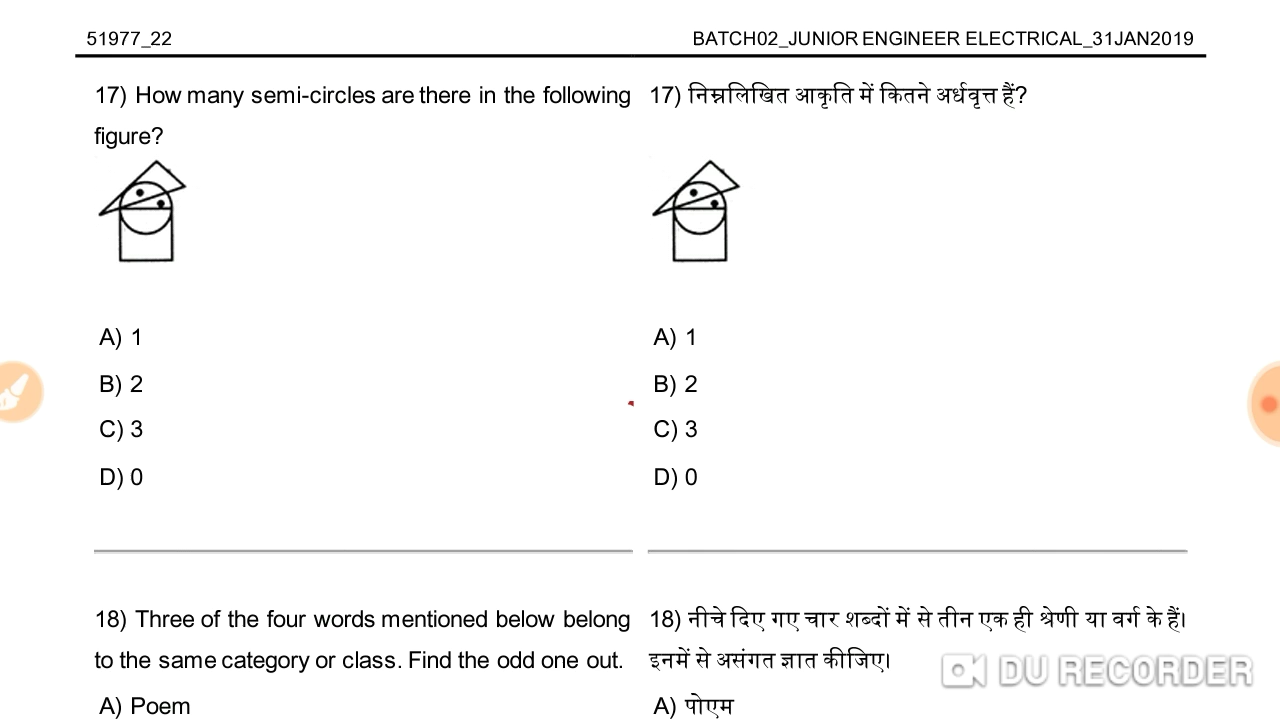 51977_22
BATCH02_JUNIOR ENGINEER ELECTRICAL_31JAN2019
17) How many semi-circles are there in the following
figure?
A) 1
B) 2
C) 3
D) 0
18) Three of the four words mentioned below belong
to the same category or class. Find the odd one out.
A) Poem
17) निम्नलिखित आकृति में कितने अर्धवृत्त हैं?
A) 1
B) 2
C) 3
D) 0
18) नीचे दिए गए चार शब्दों में से तीन एक ही श्रेणी या वर्ग के हैं।
इनमें से असंगत ज्ञात कीजिए।
A) पोएम
DU RECORDER